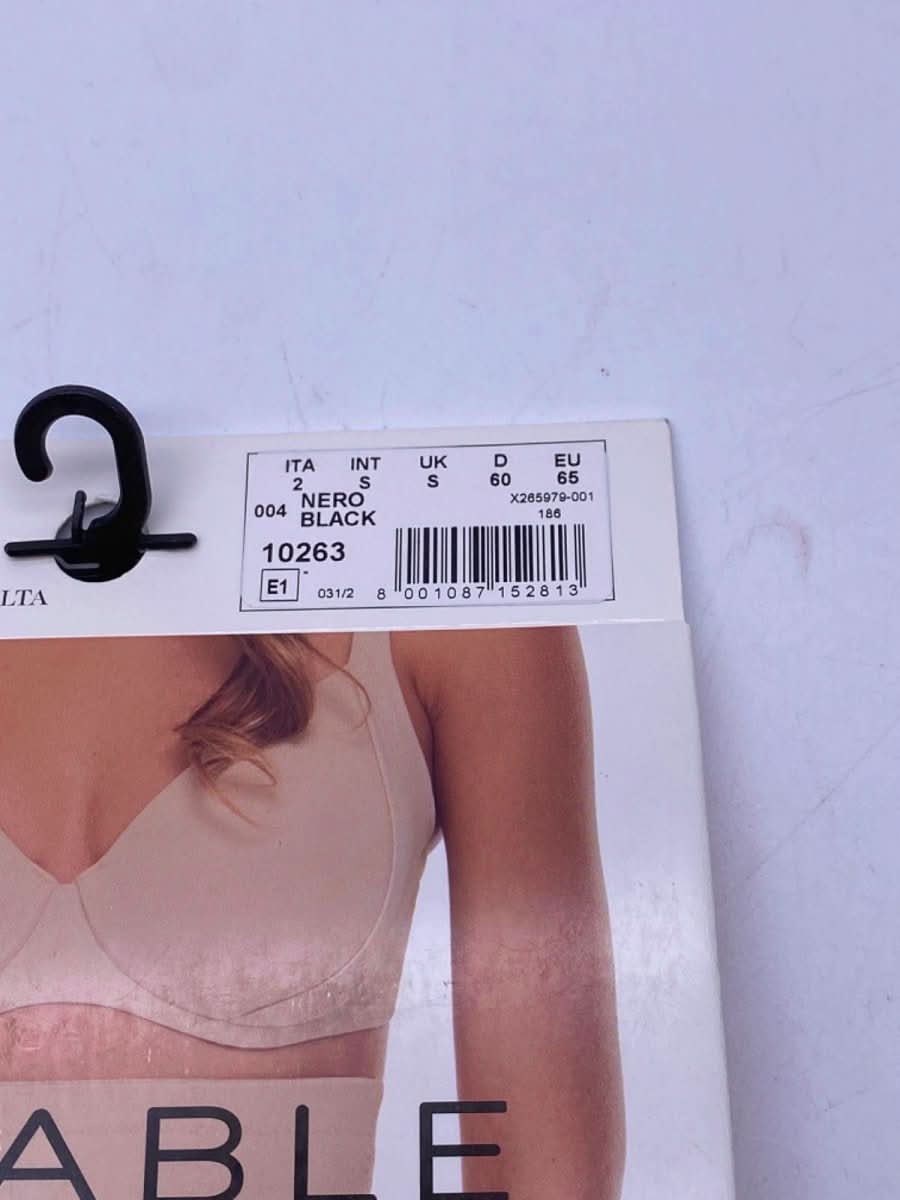 ITA INT UK D EU
2 S S 60 65
004 NERO X265979-001
BLACK 186
10263
E1 - 031/2 8 001087 152813
LTA
ABLE